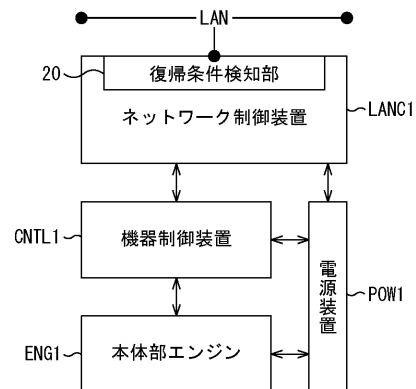 LAN
20
復帰条件検知部
ネットワーク制御装置
LANC1
CNTL1
機器制御装置
電源装置
POW1
ENG1
本体部エンジン